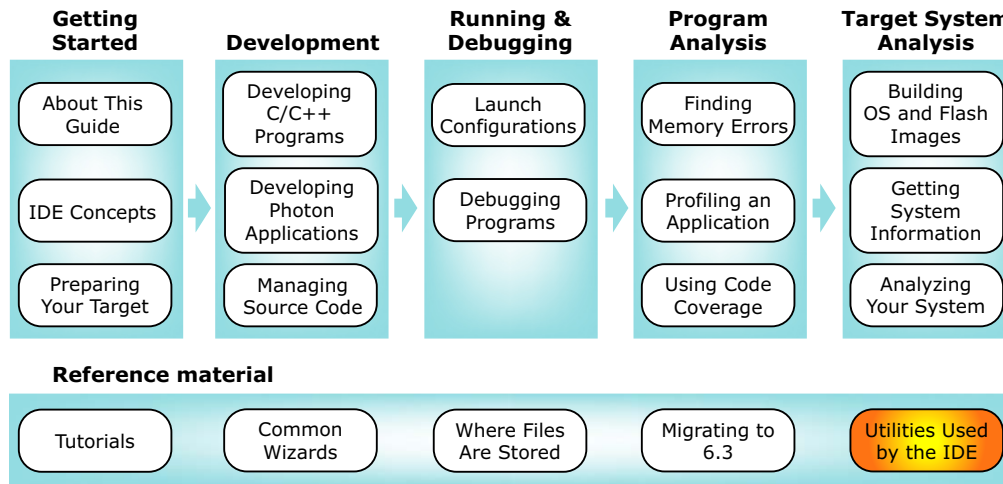 Getting
Started
About This
Guide
IDE Concepts
Preparing
Your Target
Development
Developing
C/C++
Programs
Developing
Photon
Applications
Managing
Source Code
Running &
Debugging
Launch
Configurations
Debugging
Programs
Program
Analysis
Finding
Memory Errors
Profiling an
Application
Using Code
Coverage
Target System
Analysis
Building
OS and Flash
Images
Getting
System
Information
Analyzing
Your System
Reference material
Tutorials
Common
Wizards
Where Files
Are Stored
Migrating to
6.3
Utilities Used
by the IDE